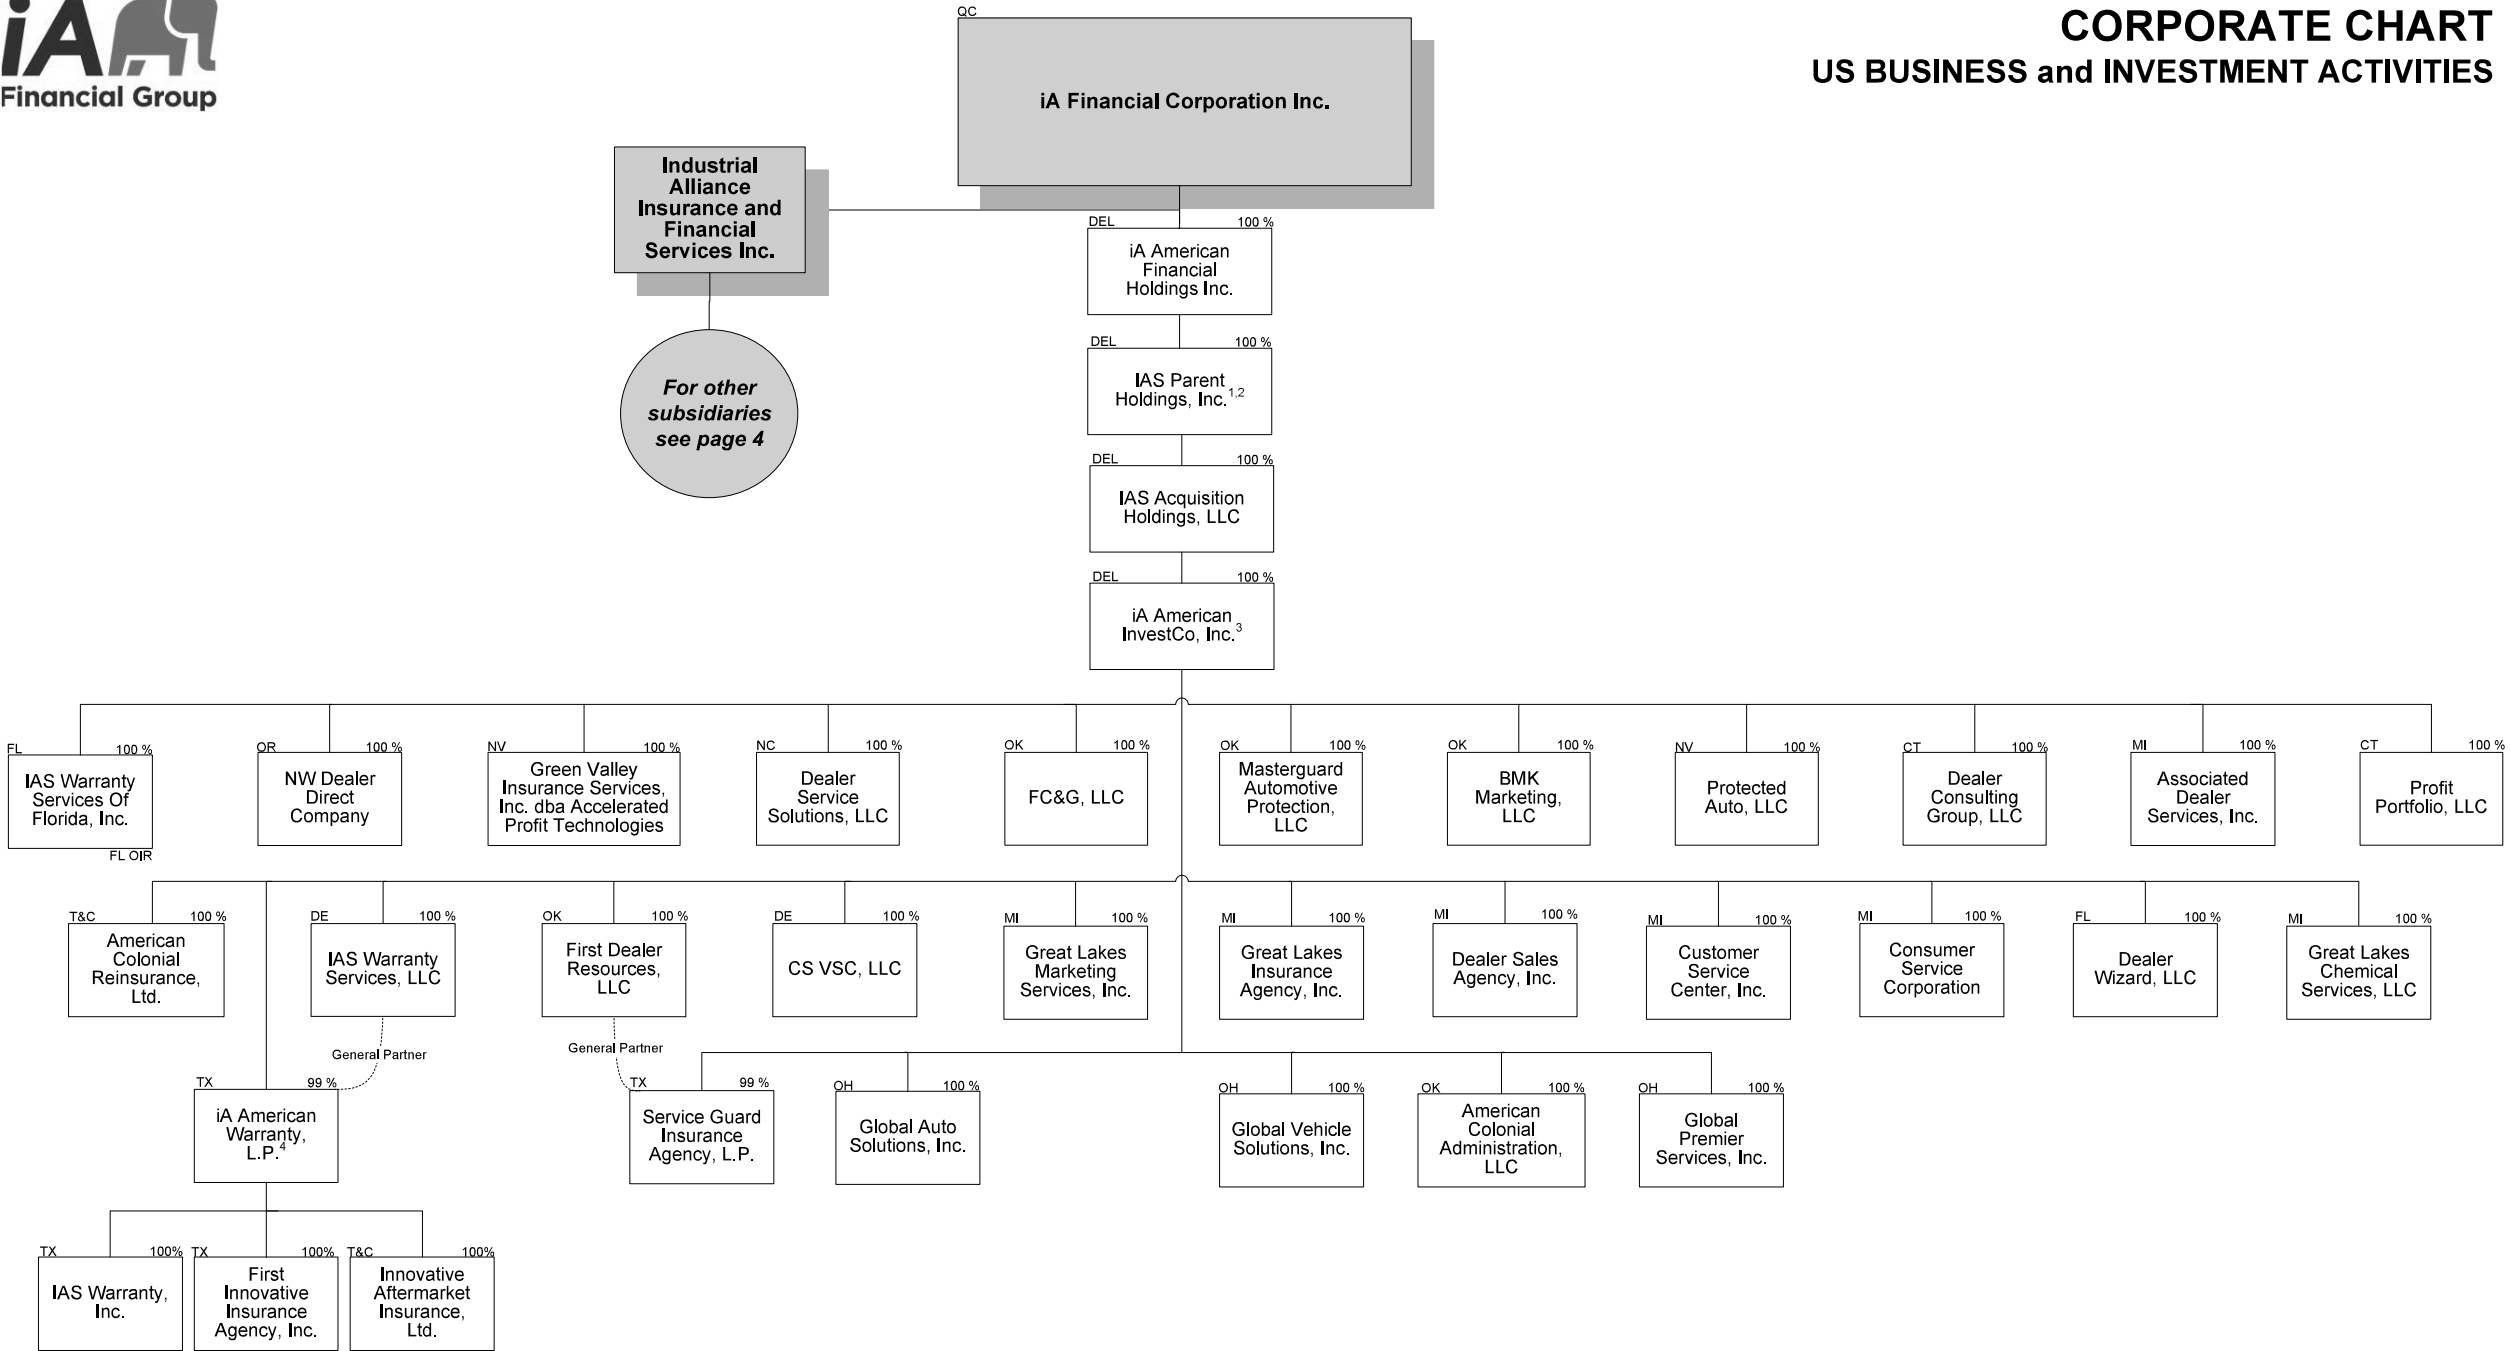 iA
Financial Group
CORPORATE CHART
US BUSINESS and INVESTMENT ACTIVITIES
QC
iA Financial Corporation Inc.
Industrial
Alliance
Insurance and
Financial
Services Inc.
For other
subsidiaries
see page 4
DEL 100 %
iA American
Financial
Holdings Inc.
DEL 100 %
IAS Parent
Holdings, Inc.1,2
DEL 100 %
IAS Acquisition
Holdings, LLC
DEL 100 %
iA American
InvestCo, Inc.3
FL 100 %
IAS Warranty
Services Of
Florida, Inc.
FL OIR
OR 100 %
NW Dealer
Direct
Company
NV 100 %
Green Valley
Insurance Services,
Inc. dba Accelerated
Profit Technologies
NC 100 %
Dealer
Service
Solutions, LLC
OK 100 %
FC&G, LLC
OK 100 %
Masterguard
Automotive
Protection,
LLC
OK 100 %
BMK
Marketing,
LLC
NV 100 %
Protected
Auto, LLC
CT 100 %
Dealer
Consulting
Group, LLC
MI 100 %
Associated
Dealer
Services, Inc.
CT 100 %
Profit
Portfolio, LLC
T&C 100 %
American
Colonial
Reinsurance,
Ltd.
DE 100 %
IAS Warranty
Services, LLC
OK 100 %
First Dealer
Resources,
LLC
DE 100 %
CS VSC, LLC
MI 100 %
Great Lakes
Marketing
Services, Inc.
MI 100 %
Great Lakes
Insurance
Agency, Inc.
MI 100 %
Dealer Sales
Agency, Inc.
MI 100 %
Customer
Service
Center, Inc.
MI 100 %
Consumer
Service
Corporation
FL 100 %
Dealer
Wizard, LLC
MI 100 %
Great Lakes
Chemical
Services, LLC
General Partner
General Partner
TX 99 %
iA American
Warranty,
L.P.4
TX 99 %
Service Guard
Insurance
Agency, L.P.
OH 100 %
Global Auto
Solutions, Inc.
OH 100 %
Global Vehicle
Solutions, Inc.
OK 100 %
American
Colonial
Administration,
LLC
OH 100 %
Global
Premier
Services, Inc.
TX 100%
IAS Warranty,
Inc.
TX 100%
First
Innovative
Insurance
Agency, Inc.
T&C 100%
Innovative
Aftermarket
Insurance,
Ltd.